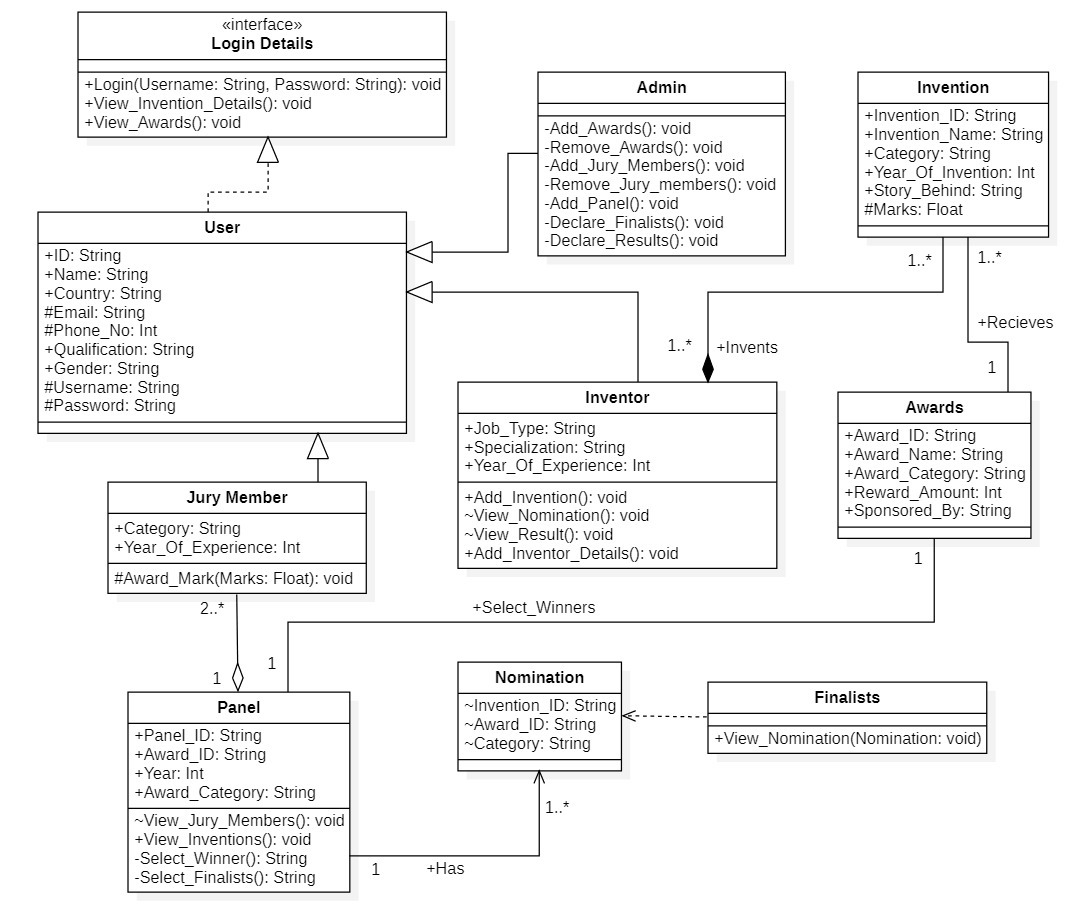 «interface»
Login Details
+Login(Username: String, Password: String): void
+View_Invention_Details(): void
+View_Awards(): void
Admin
-Add_Awards(): void
-Remove_Awards(): void
-Add_Jury_Members(): void
-Remove_Jury_members(): void
-Add_Panel(): void
-Declare_Finalists(): void
-Declare_Results(): void
Invention
+Invention_ID: String
+Invention_Name: String
+Category: String
+Year_Of_Invention: Int
+Story_Behind: String
#Marks: Float
User
+ID: String
+Name: String
+Country: String
#Email: String
#Phone_No: Int
+Qualification: String
+Gender: String
#Username: String
#Password: String
1..*
1..*
+Recieves
1
1..*
+Invents
Inventor
+Job_Type: String
+Specialization: String
+Year_Of_Experience: Int
+Add_Invention(): void
~View_Nomination(): void
~View_Result(): void
+Add_Inventor_Details(): void
Awards
+Award_ID: String
+Award_Name: String
+Award_Category: String
+Reward_Amount: Int
+Sponsored_By: String
1
Jury Member
+Category: String
+Year_Of_Experience: Int
#Award_Mark(Marks: Float): void
2..*
+Select_Winners
1
1
Panel
+Panel_ID: String
+Award_ID: String
+Year: Int
+Award_Category: String
~View_Jury_Members(): void
+View_Inventions(): void
-Select_Winner(): String
-Select_Finalists(): String
Nomination
~Invention_ID: String
~Award_ID: String
~Category: String
Finalists
+View_Nomination(Nomination: void)
1..*
1
+Has